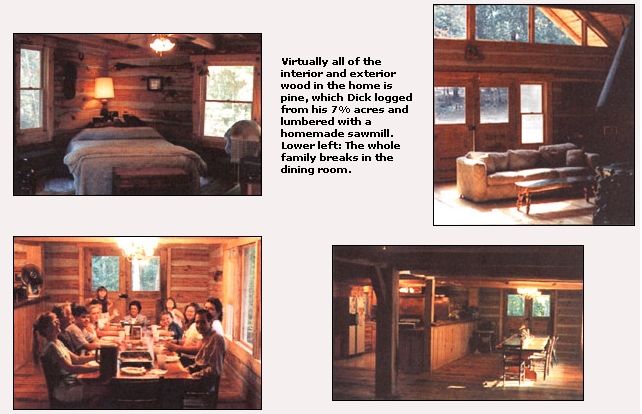 Virtually all of the
interior and exterior
wood in the home is
pine, which Dick logged
from his 7½ acres and
lumbered with a
homemade sawmill.
Lower left: The whole
family breaks in the
dining room.